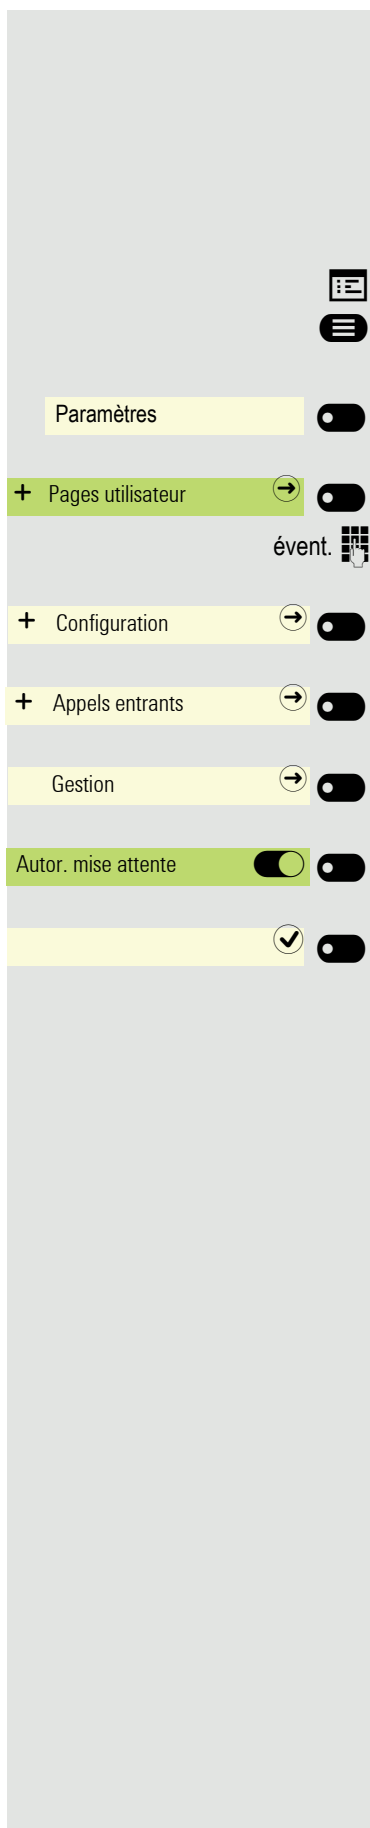 Paramètres
+ Pages utilisateur
évent.
+ Configuration
+ Appels entrants
Gestion
Autor. mise attente